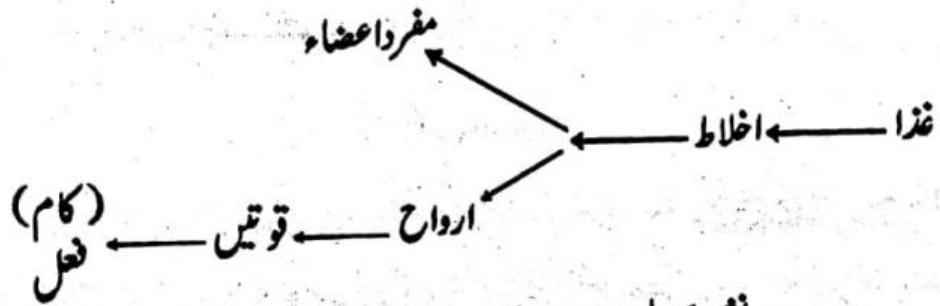 مفرد اعضاء
غذا اخلاط
ارواح قوتیں (کام)
فعل